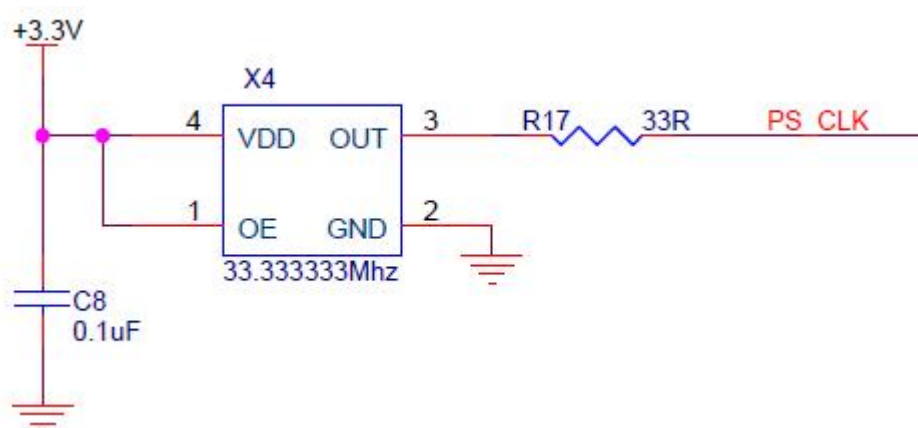 +3.3V
X4
4 VDD OUT 3 R17 33R PS_CLK
1 OE GND 2
33.333333Mhz
C8
0.1uF